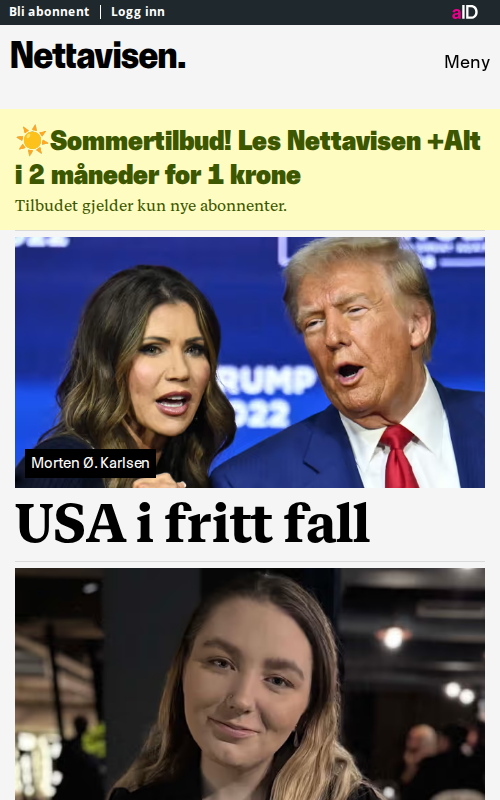 Bli abonnent | Logg inn
aID
Nettavisen.
Meny
☀️Sommertilbud! Les Nettavisen +Alt
i 2 måneder for 1 krone
Tilbudet gjelder kun nye abonnenter.
2022
RUMP
2022
Morten Ø. Karlsen
USA i fritt fall